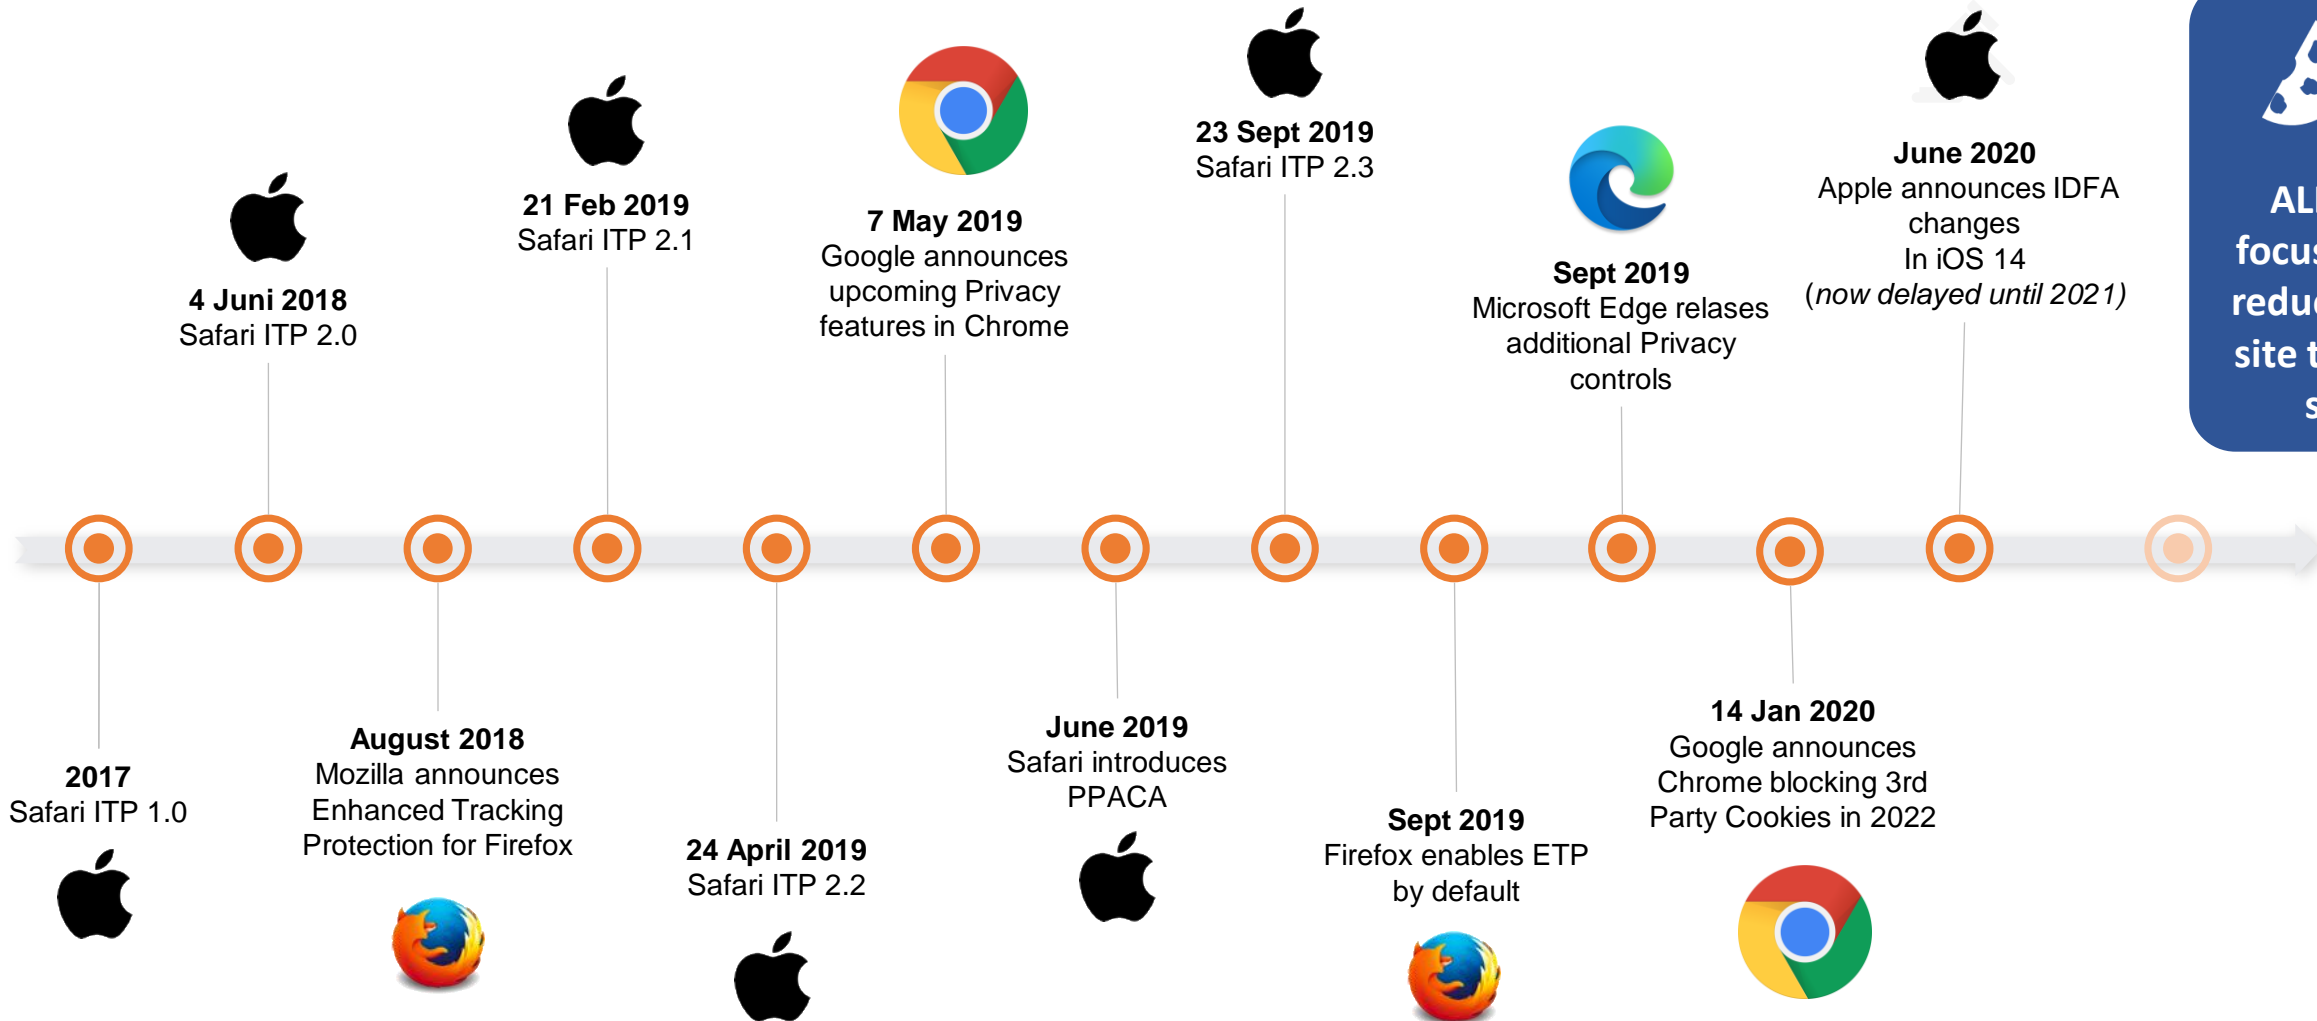 2017
Safari ITP 1.0
4 Juni 2018
Safari ITP 2.0
August 2018
Mozilla announces
Enhanced Tracking
Protection for Firefox
21 Feb 2019
Safari ITP 2.1
24 April 2019
Safari ITP 2.2
7 May 2019
Google announces
upcoming Privacy
features in Chrome
June 2019
Safari introduces
PPACA
23 Sept 2019
Safari ITP 2.3
Sept 2019
Firefox enables ETP
by default
Sept 2019
Microsoft Edge relases
additional Privacy
controls
14 Jan 2020
Google announces
Chrome blocking 3rd
Party Cookies in 2022
June 2020
Apple announces IDFA
changes
In iOS 14
(now delayed until 2021)
site